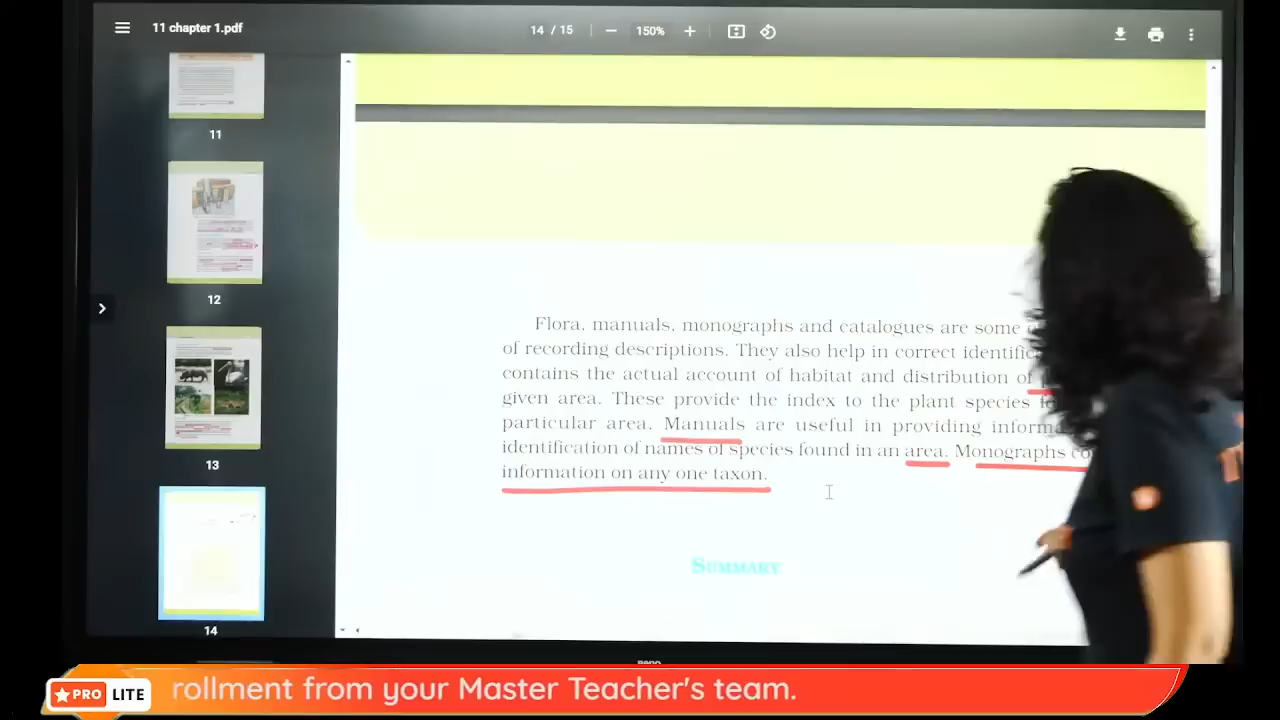 11 chapter 1.pdf
14 / 15
150%
11
12
13
14
Flora, manuals, monographs and catalogues are some
of recording descriptions. They also help in correct
contains the actual account of habitat and distribution of
given area. These provide the index to the plant species
particular area. Manuals are useful in providing
identification of names of species found in an area. Monographs
information on any one taxon.
SUMMARY
PRO LITE
rollment from your Master Teacher's team.